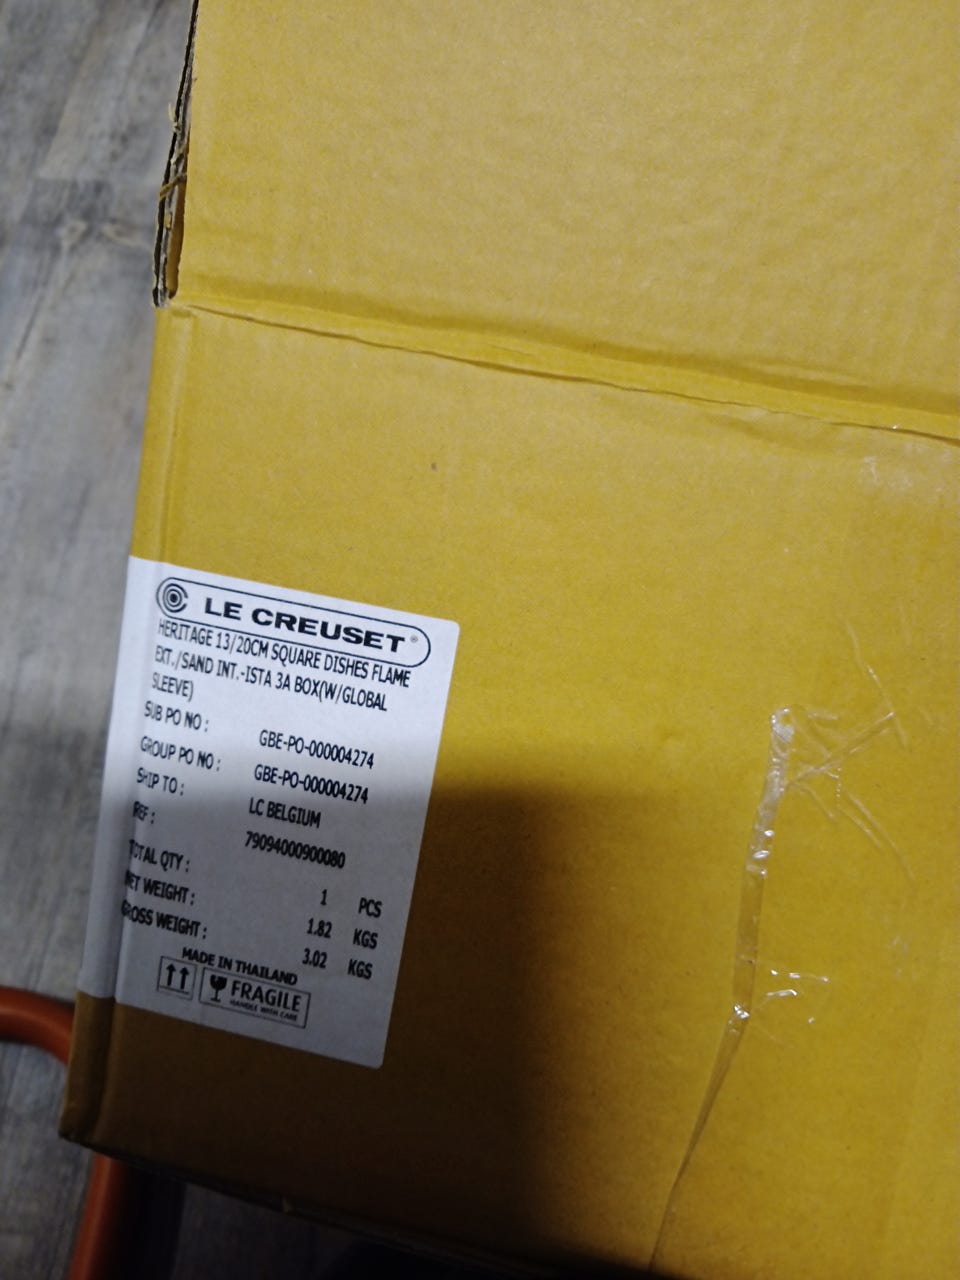 LE CREUSET®
HERITAGE 13/20CM SQUARE DISHES FLAME
EXT./SAND INT.-ISTA 3A BOX(W/GLOBAL
SLEEVE)
SUB PO NO : GBE-PO-000004274
GROUP PO NO : GBE-PO-000004274
SHIP TO : LC BELGIUM
REF : 79094000900080
TOTAL QTY : 1 PCS
NET WEIGHT : 1.82 KGS
GROSS WEIGHT : 3.02 KGS
MADE IN THAILAND
FRAGILE
HANDLE WITH CARE